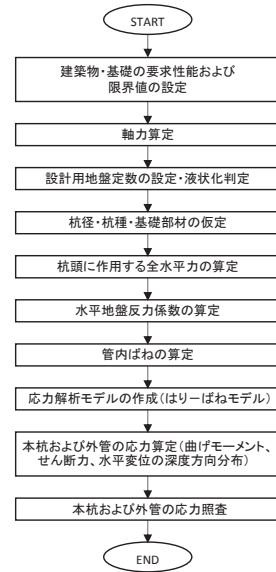 START
建築物・基礎の要求性能および
限界値の設定
軸力算定
設計用地盤定数の設定・液状化判定
杭径・杭種・基礎部材の仮定
杭頭に作用する全水平力の算定
水平地盤反力係数の算定
管内ばねの算定
応力解析モデルの作成(はりーばねモデル)
本杭および外管の応力算定(曲げモーメント、
せん断力、水平変位の深度方向分布)
本杭および外管の応力照査
END